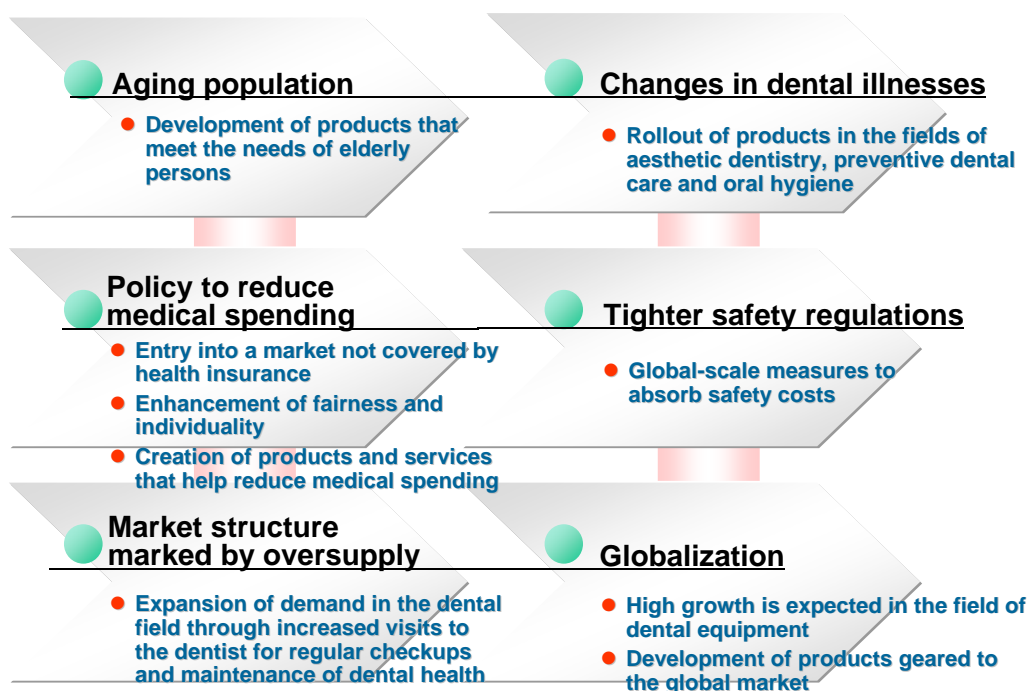 Aging population
Development of products that
meet the needs of elderly
persons
Changes in dental illnesses
Rollout of products in the fields of
aesthetic dentistry, preventive dental
care and oral hygiene
Policy to reduce
medical spending
Entry into a market not covered by
health insurance
Enhancement of fairness and
individuality
Creation of products and services
that help reduce medical spending
Tighter safety regulations
Global-scale measures to
absorb safety costs
Market structure
marked by oversupply
Expansion of demand in the dental
field through increased visits to
the dentist for regular checkups
and maintenance of dental health
Globalization
High growth is expected in the field of
dental equipment
Development of products geared to
the global market